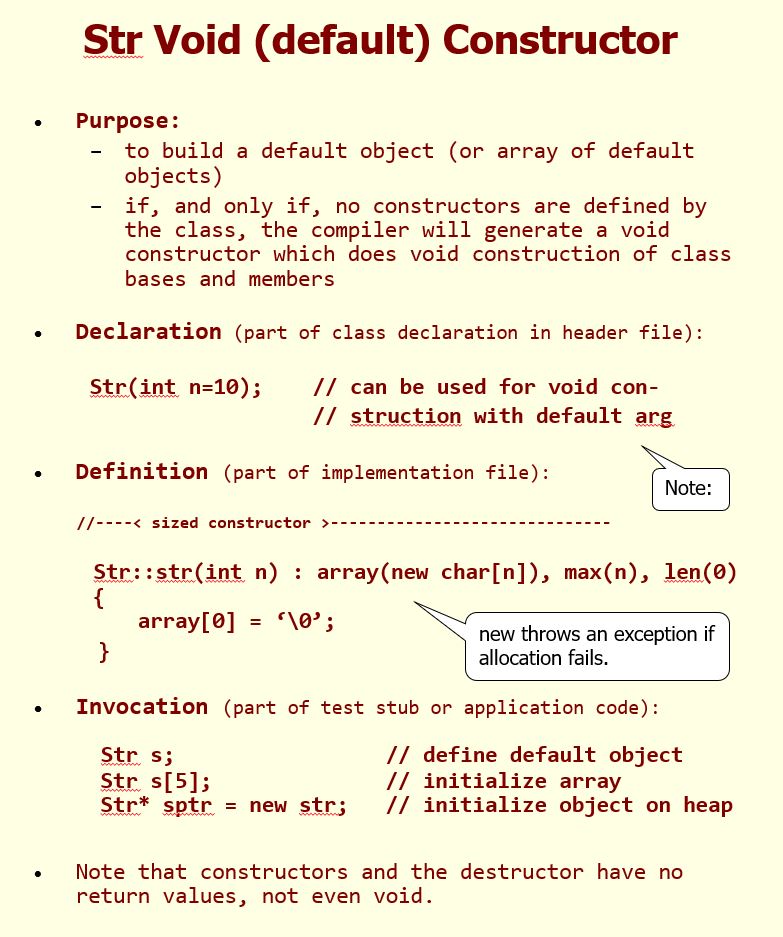 Str Void (default) Constructor
• Purpose:
– to build a default object (or array of default
objects)
– if, and only if, no constructors are defined by
the class, the compiler will generate a void
constructor which does void construction of class
bases and members
• Declaration (part of class declaration in header file):
Str(int n=10);    // can be used for void con-
// struction with default arg
• Definition (part of implementation file):
Note:
//----< sized constructor >------------------------------
Str::str(int n) : array(new char[n]), max(n), len(0)
{
array[0] = ‘\0’;
}
new throws an exception if
allocation fails.
• Invocation (part of test stub or application code):
Str s;                // define default object
Str s[5];             // initialize array
Str* sptr = new str;  // initialize object on heap
• Note that constructors and the destructor have no
return values, not even void.